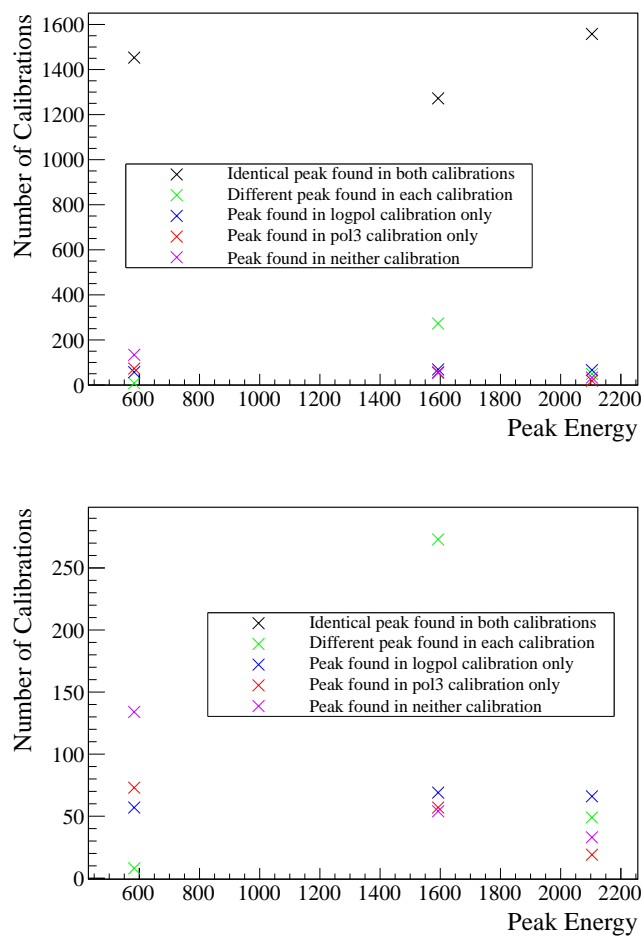 1600
1400
1200
1000
800
600
400
200
0
Number of Calibrations
Identical peak found in both calibrations
Different peak found in each calibration
Peak found in logpol calibration only
Peak found in pol3 calibration only
Peak found in neither calibration
600 800 1000 1200 1400 1600 1800 2000 2200
Peak Energy
250
200
150
100
50
0
Number of Calibrations
Identical peak found in both calibrations
Different peak found in each calibration
Peak found in logpol calibration only
Peak found in pol3 calibration only
Peak found in neither calibration
600 800 1000 1200 1400 1600 1800 2000 2200
Peak Energy